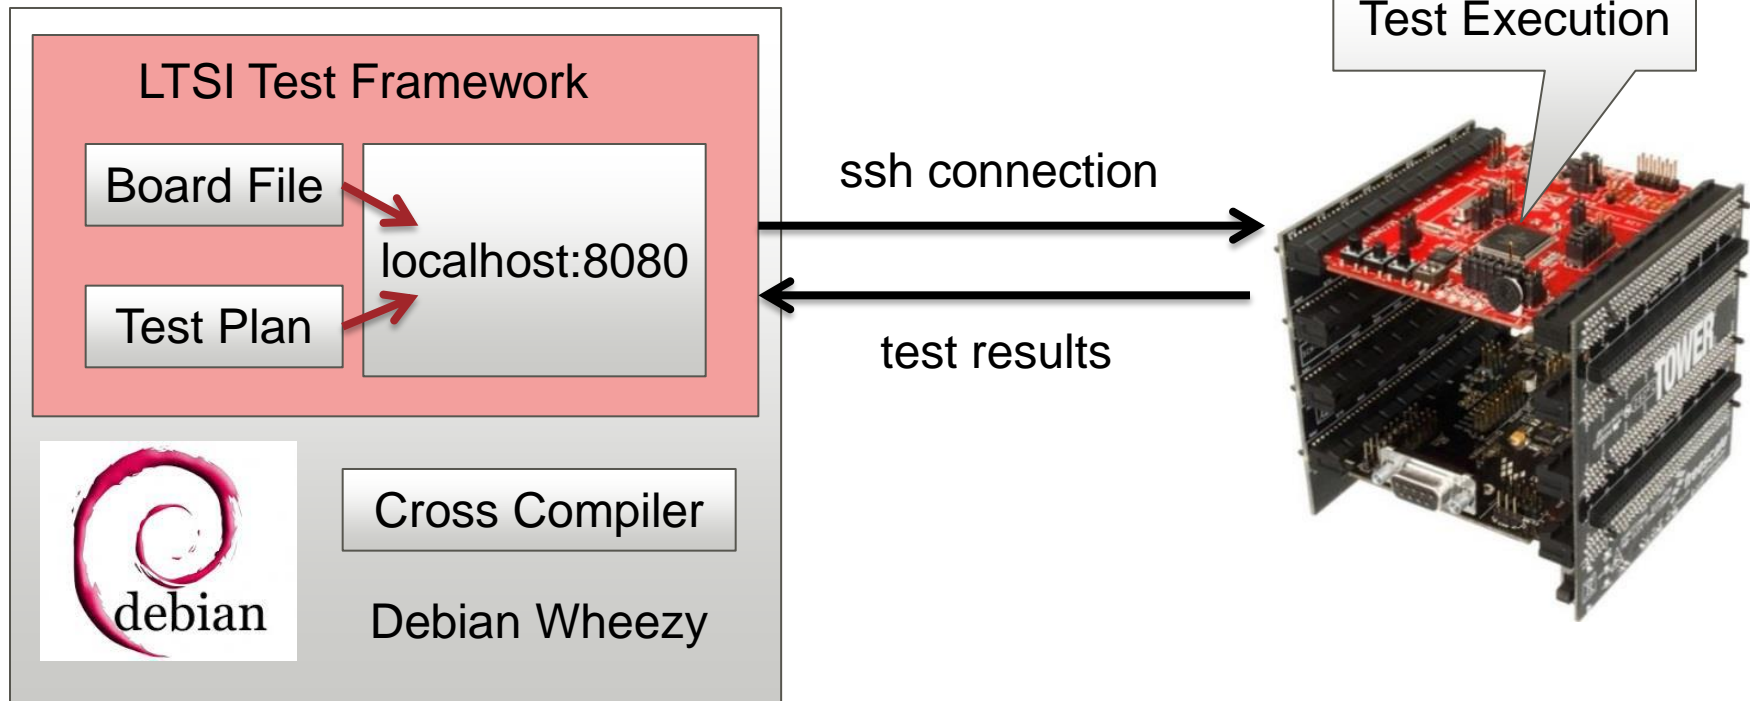 Test Execution
LTSI Test Framework
Board File
localhost:8080
Test Plan
ssh connection
test results
TOWER
debian
Cross Compiler
Debian Wheezy